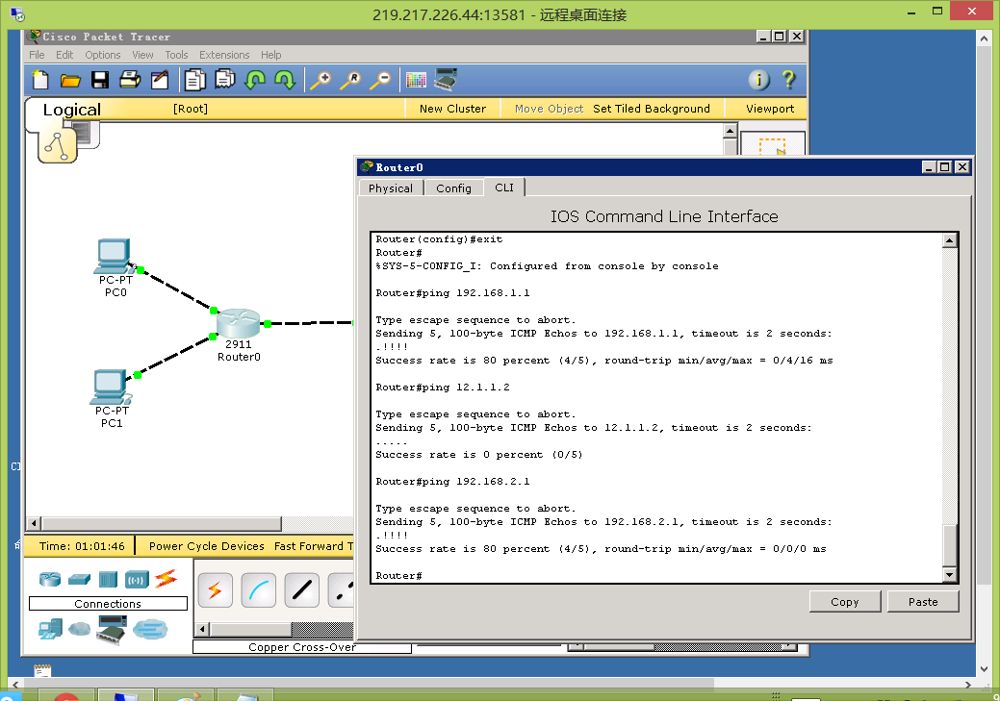 219.217.226.44:13581 - 远程桌面连接
Cisco Packet Tracer
File Edit Options View Tools Extensions Help
Logical [Root] New Cluster Move Object Set Tiled Background Viewport
Router0
Physical Config CLI
IOS Command Line Interface
Router(config)#exit
Router#
%SYS-5-CONFIG_I: Configured from console by console
Router#ping 192.168.1.1
Type escape sequence to abort.
Sending 5, 100-byte ICMP Echos to 192.168.1.1, timeout is 2 seconds:
.!!!!
Success rate is 80 percent (4/5), round-trip min/avg/max = 0/4/16 ms
Router#ping 12.1.1.2
Type escape sequence to abort.
Sending 5, 100-byte ICMP Echos to 12.1.1.2, timeout is 2 seconds:
.....
Success rate is 0 percent (0/5)
Router#ping 192.168.2.1
Type escape sequence to abort.
Sending 5, 100-byte ICMP Echos to 192.168.2.1, timeout is 2 seconds:
.!!!!
Success rate is 80 percent (4/5), round-trip min/avg/max = 0/0/0 ms
Router#
Copy Paste
PC-PT
PC0
2911
Router0
PC-PT
PC1
Time: 01:01:46 Power Cycle Devices Fast Forward T
Connections
Copper Cross-Over